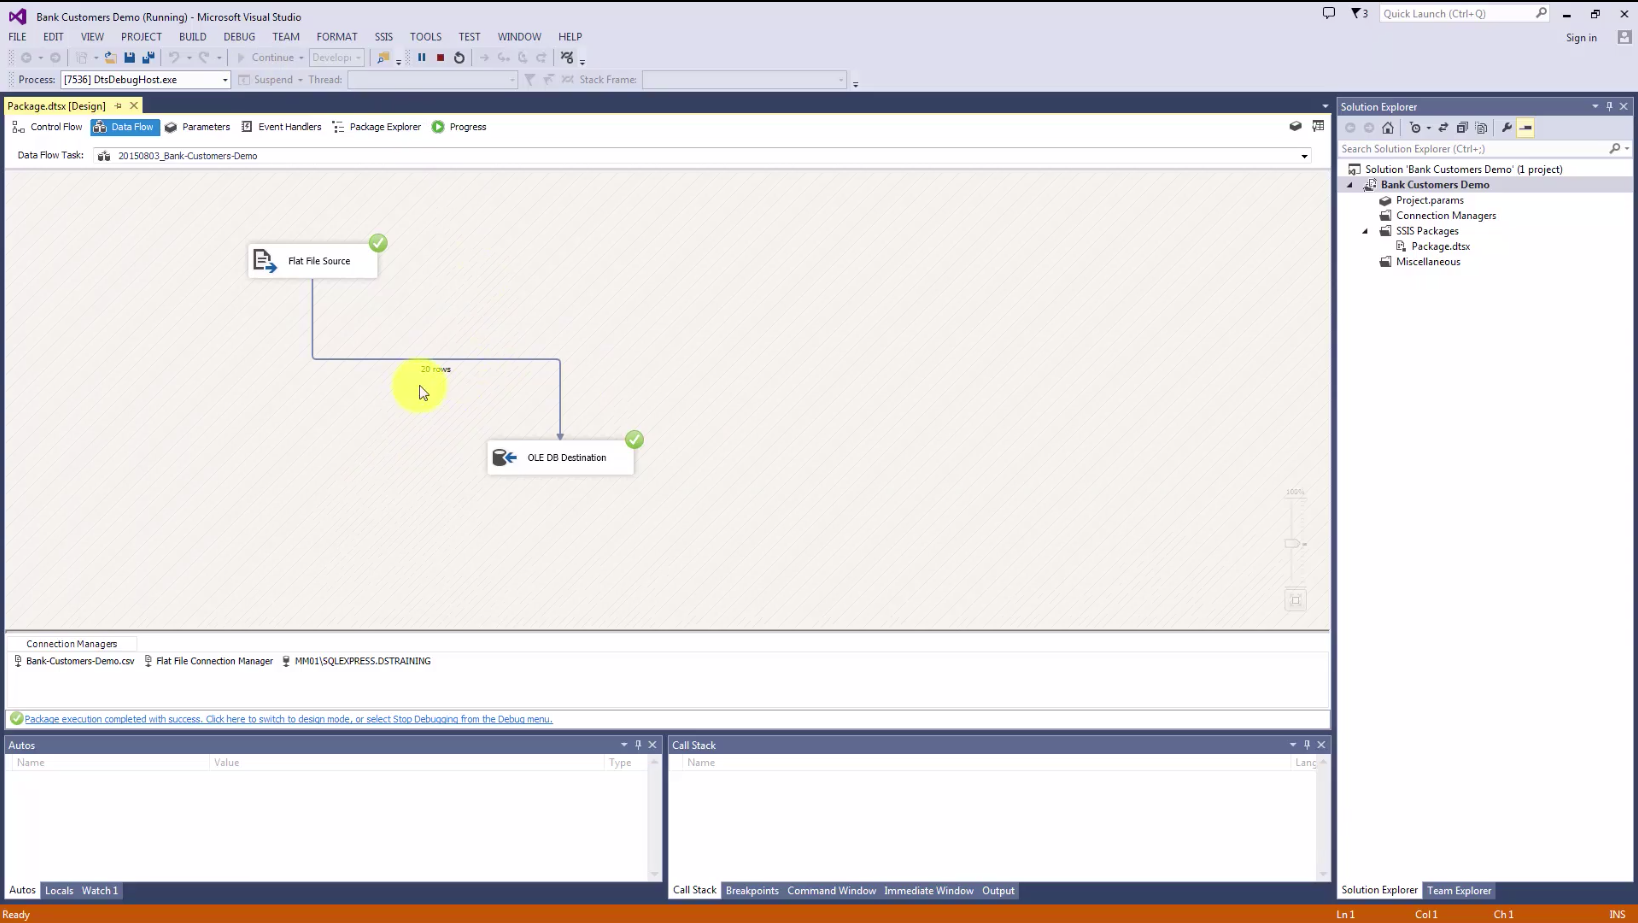 Bank Customers Demo (Running) - Microsoft Visual Studio
3
Quick Launch (Ctrl+Q)
FILE EDIT VIEW PROJECT BUILD DEBUG TEAM FORMAT SSIS TOOLS TEST WINDOW HELP
Sign in
Continue Develop
Process: [7536] DtsDebugHost.exe Suspend Thread: Stack Frame:
Package.dtsx [Design]
Control Flow Data Flow Parameters Event Handlers Package Explorer Progress
Data Flow Task: 20150803_Bank-Customers-Demo
Flat File Source
20 rows
OLE DB Destination
100%
Connection Managers
Bank-Customers-Demo.csv Flat File Connection Manager MM01\SQLEXPRESS.DSTRAINING
Package execution completed with success. Click here to switch to design mode, or select Stop Debugging from the Debug menu.
Autos
Name Value Type
Autos Locals Watch 1
Call Stack
Name Lang
Call Stack Breakpoints Command Window Immediate Window Output
Solution Explorer
Search Solution Explorer (Ctrl+;)
Solution 'Bank Customers Demo' (1 project)
Bank Customers Demo
Project.params
Connection Managers
SSIS Packages
Package.dtsx
Miscellaneous
Solution Explorer Team Explorer
Ready Ln 1 Col 1 Ch 1 INS